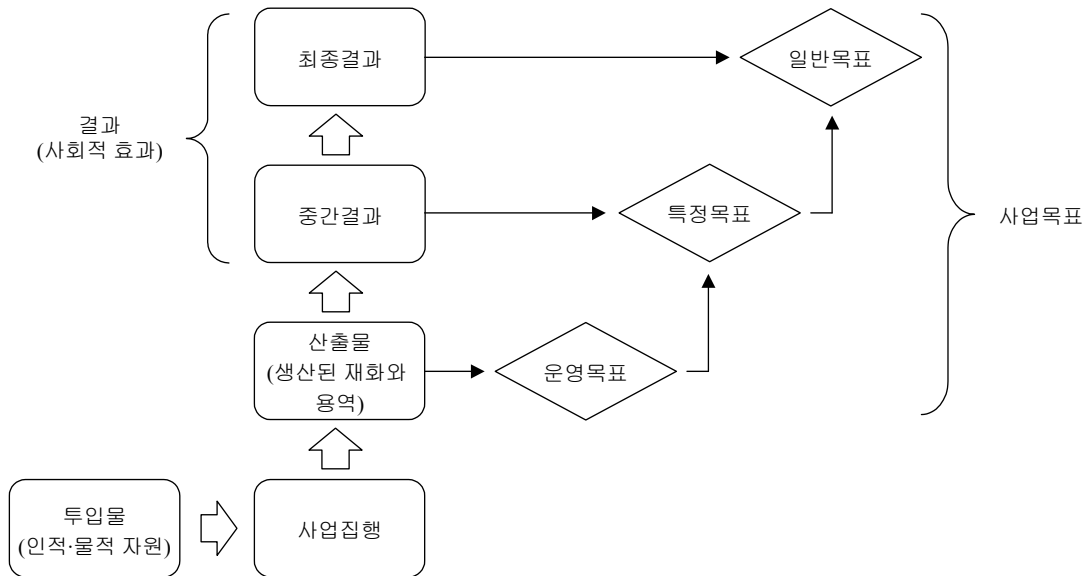 최종결과
일반목표
결과
(사회적 효과)
중간결과
특정목표
사업목표
산출물
(생산된 재화와
용역)
운영목표
투입물
(인적·물적 자원)
사업집행